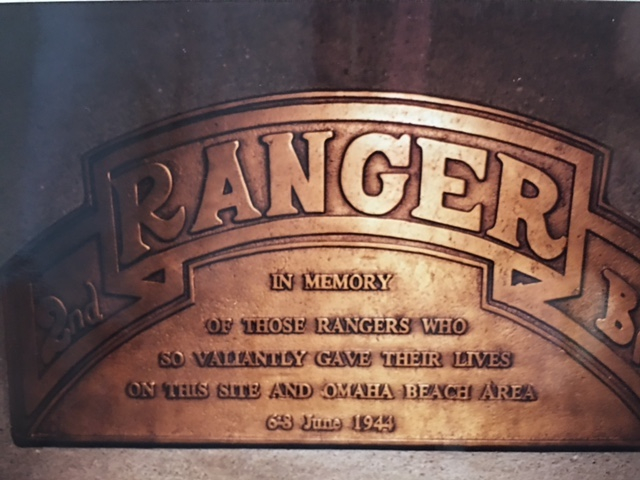 RANGER
2nd
IN MEMORY
OF THOSE RANGERS WHO
SO VALIANTLY GAVE THEIR LIVES
ON THIS SITE AND OMAHA BEACH AREA
6-8 June 1944